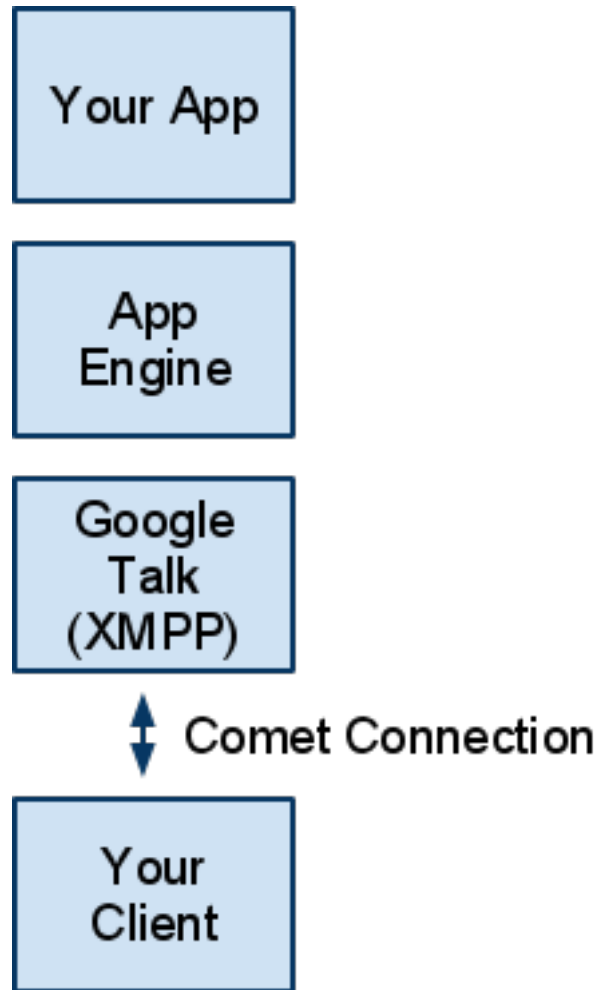 Your App
App
Engine
Google
Talk
(XMPP)
Comet Connection
Your
Client